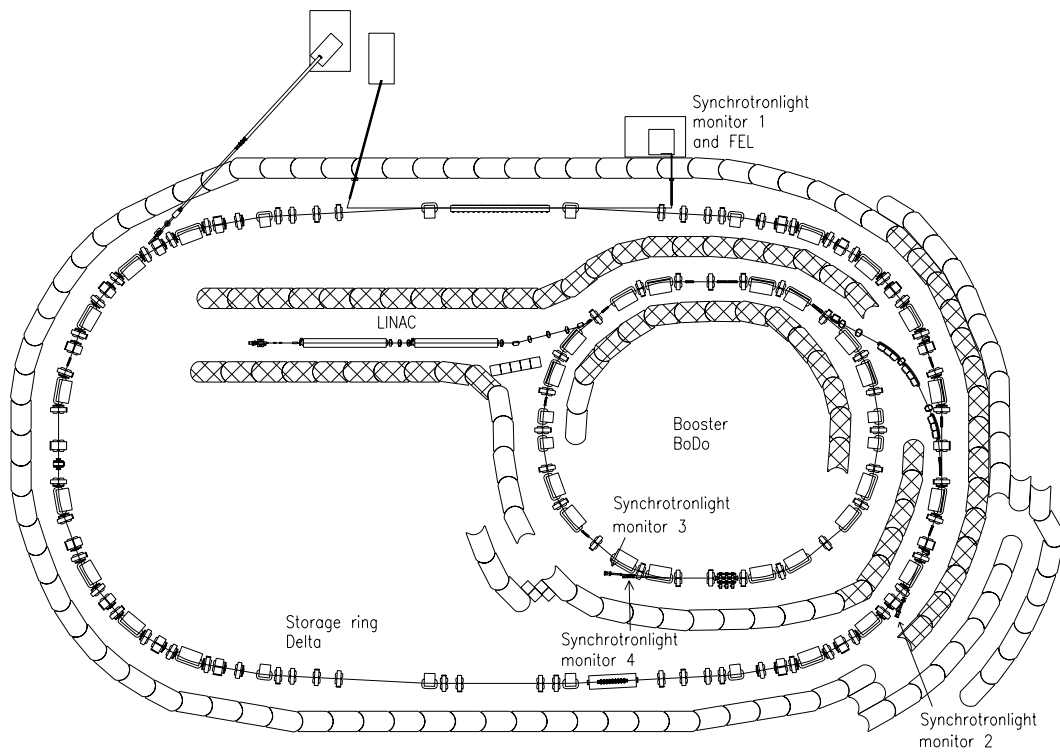 Synchrotronlight
monitor 1
and FEL
LINAC
Booster
BoDo
Synchrotronlight
monitor 3
Storage ring
Delta
Synchrotronlight
monitor 4
Synchrotronlight
monitor 2